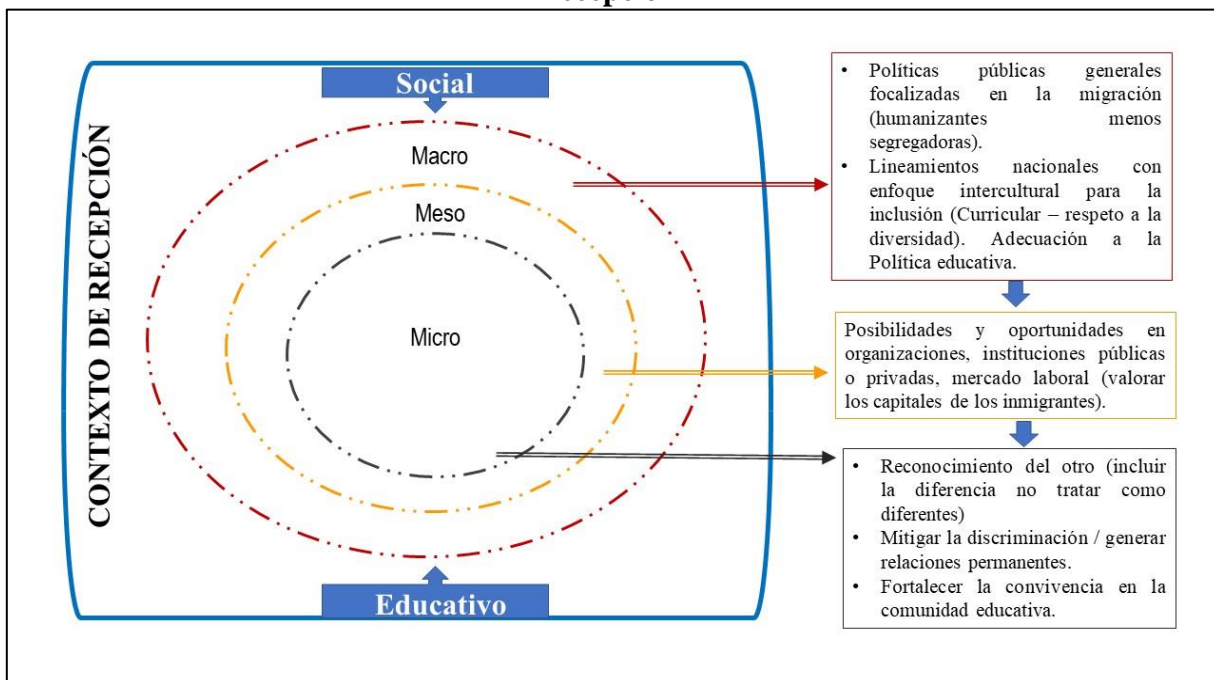 Social
CONTEXTO DE RECEPCIÓN
Macro
Meso
Micro
Educativo
• Políticas públicas generales
focalizadas en la migración
(humanizantes menos
segregadoras).
• Lineamientos nacionales con
enfoque intercultural para la
inclusión (Curricular – respeto a la
diversidad). Adecuación a la
Política educativa.
Posibilidades y oportunidades en
organizaciones, instituciones públicas
o privadas, mercado laboral (valorar
los capitales de los inmigrantes).
• Reconocimiento del otro (incluir
la diferencia no tratar como
diferentes)
• Mitigar la discriminación / generar
relaciones permanentes.
• Fortalecer la convivencia en la
comunidad educativa.